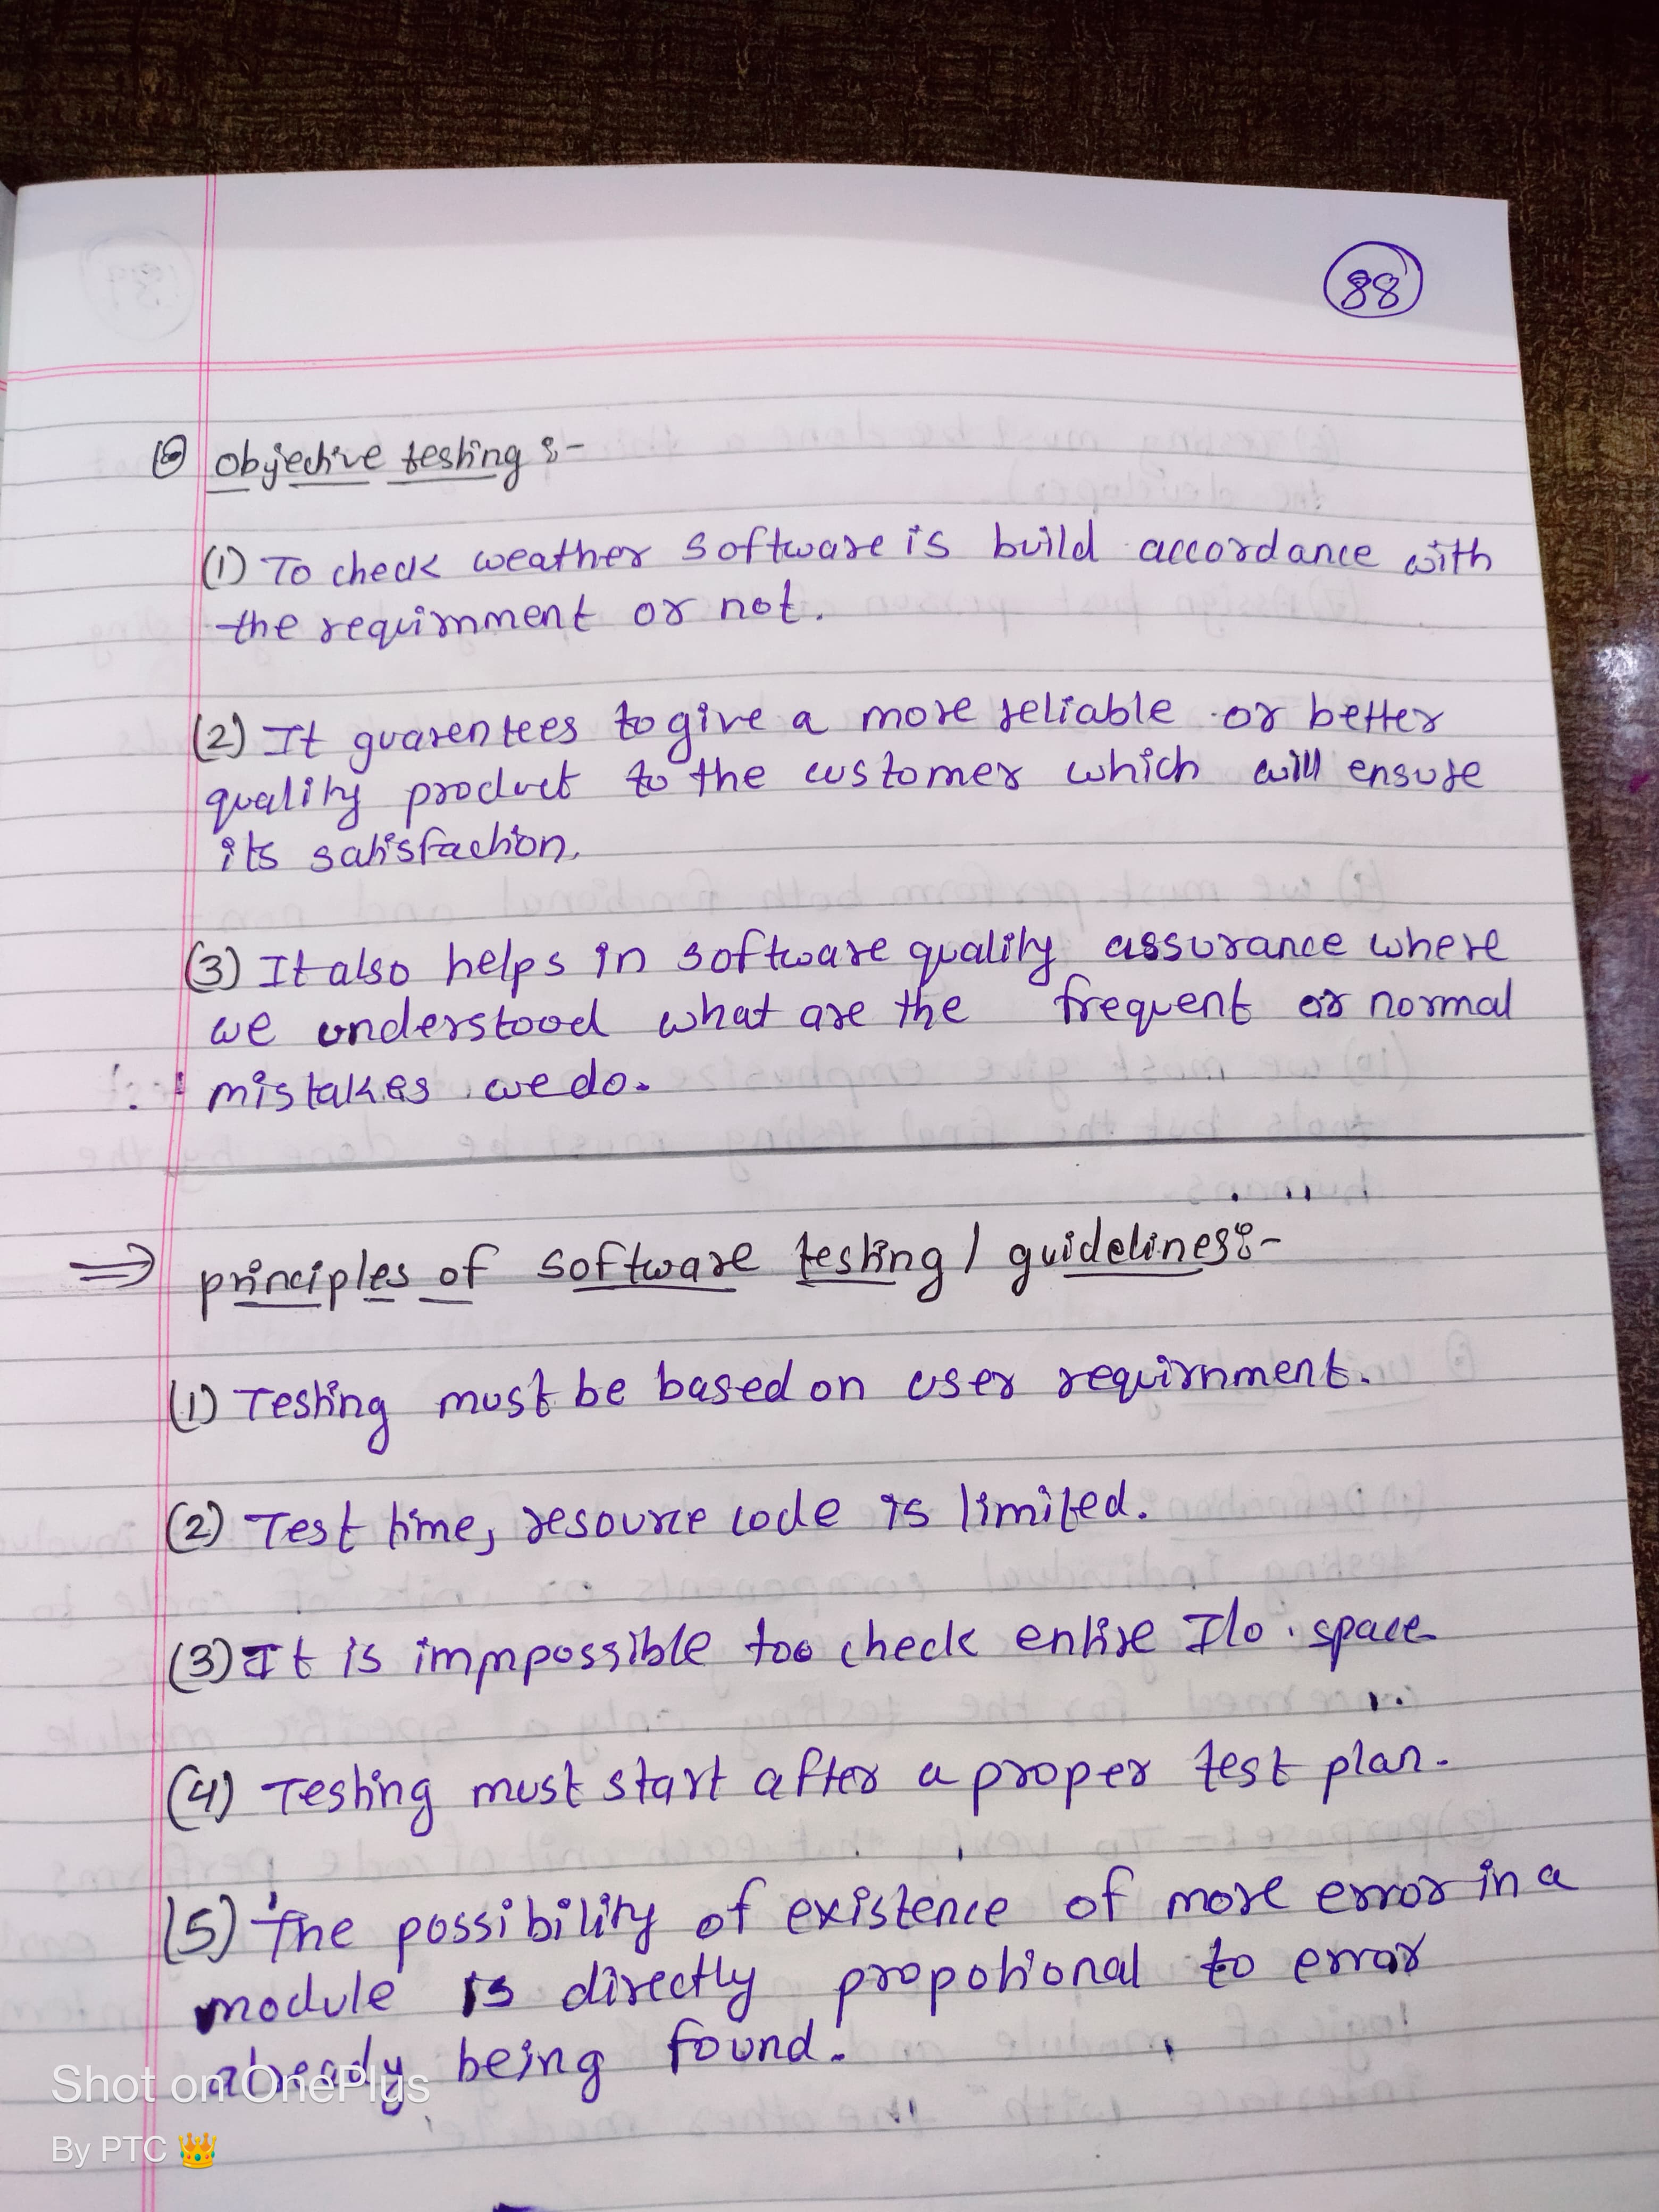 88
objective testing :-
(1) To check weather software is build accordance with
the requirnment or not.
(2) It guarentees to give a more reliable or better
quality product to the customer which will ensure
its satisfaction.
(3) It also helps in software quality assurance where
we understood what are the frequent or normal
mistakes we do.
⇒ principles of software testing / guidelines:-
(1) Testing must be based on user requirnment.
(2) Test time, resource code is limited.
(3) It is immpossible too check entire I/o space
(4) Testing must start after a proper test plan.
(5) The possibility of existence of more error in a
module is directly propotional to error
already being found.
Shot on OnePlus
By PTC 👑